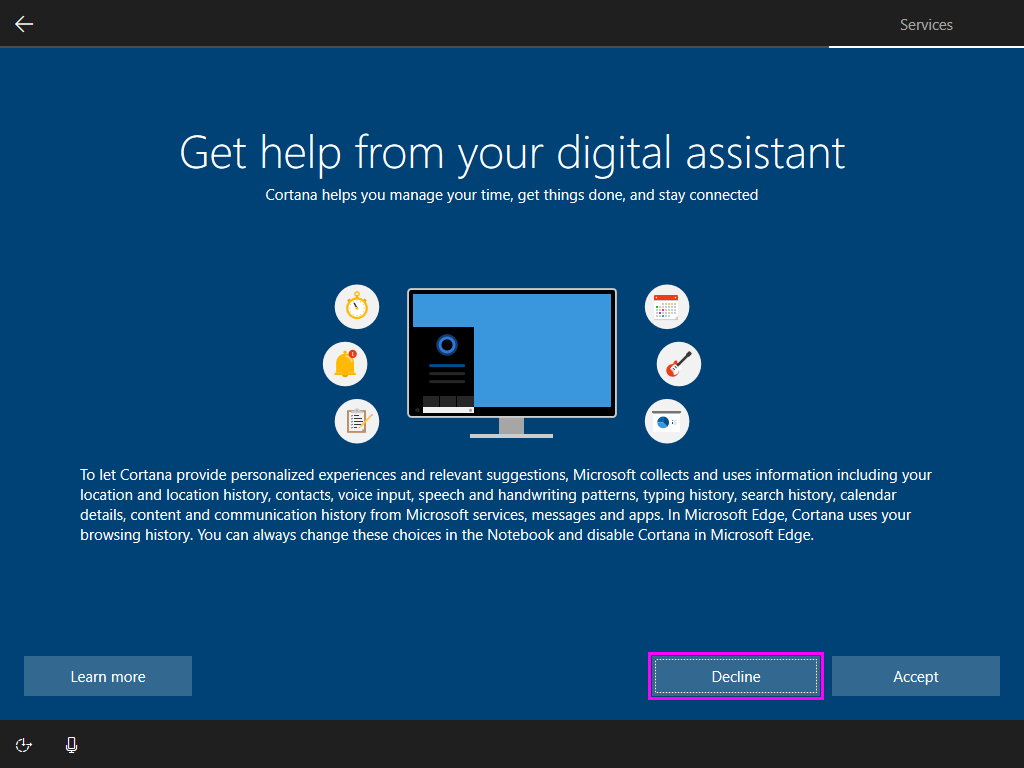 Services
Get help from your digital assistant
Cortana helps you manage your time, get things done, and stay connected
To let Cortana provide personalized experiences and relevant suggestions, Microsoft collects and uses information including your
location and location history, contacts, voice input, speech and handwriting patterns, typing history, search history, calendar
details, content and communication history from Microsoft services, messages and apps. In Microsoft Edge, Cortana uses your
browsing history. You can always change these choices in the Notebook and disable Cortana in Microsoft Edge.
Learn more
Decline
Accept